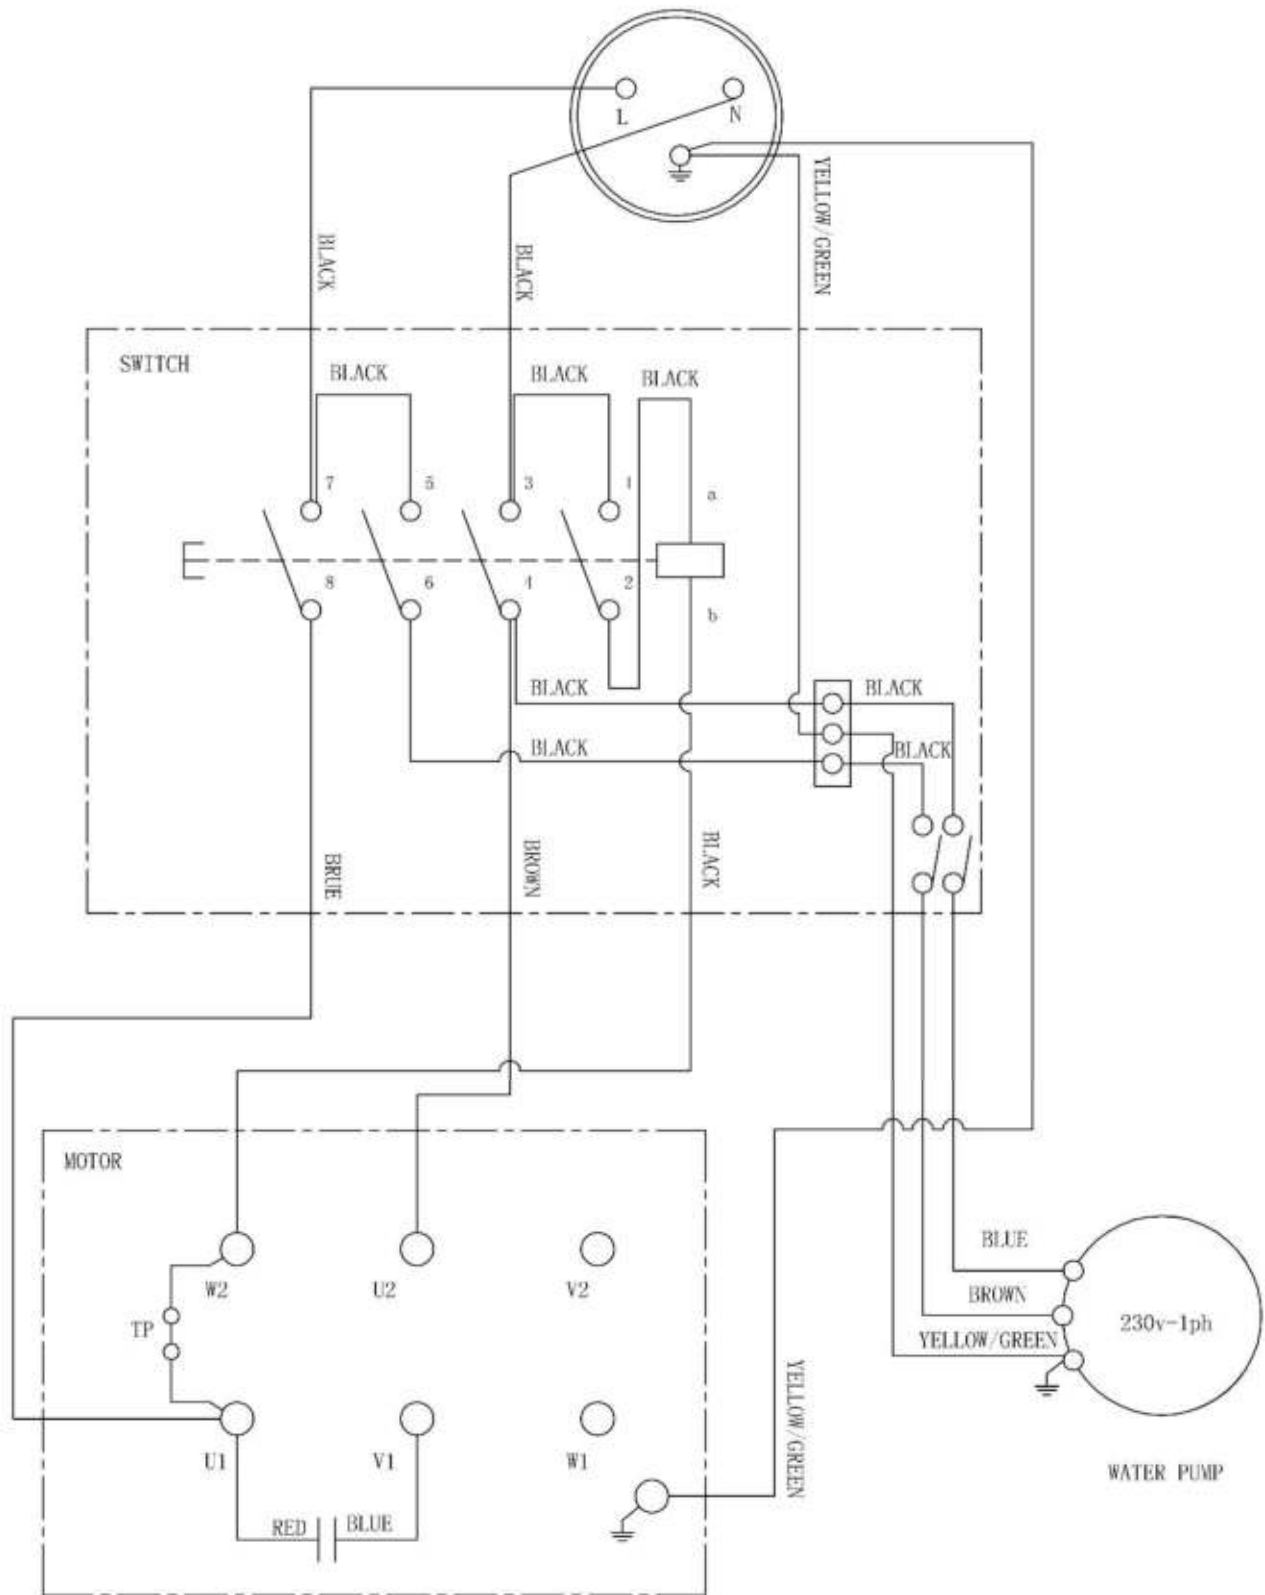 L
N
YELLOW/GREEN
BLACK
BLACK
SWITCH
BLACK
BLACK
BLACK
7
5
3
1
a
8
6
4
2
b
BLACK
BLACK
BLACK
BLACK
BRUE
BROWN
BLACK
MOTOR
BLUE
W2
U2
V2
BROWN
230v-1ph
TP
YELLOW/GREEN
YELLOW/GREEN
U1
V1
W1
WATER PUMP
RED
BLUE